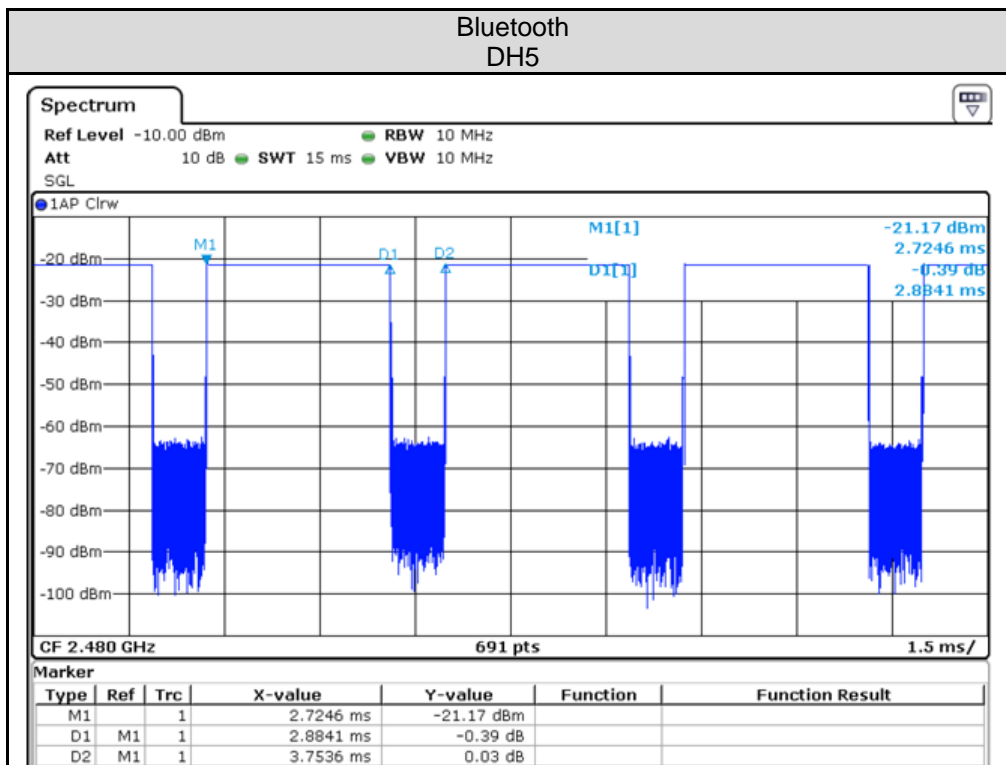 Bluetooth
DH5
Spectrum
Ref Level -10.00 dBm RBW 10 MHz
Att 10 dB SWT 15 ms VBW 10 MHz
SGL
1AP Clrw
M1[1] -21.17 dBm
2.7246 ms
M1 D1 D2
-20 dBm
D1[1] -0.39 dB
2.8841 ms
-30 dBm
-40 dBm
-50 dBm
-60 dBm
-70 dBm
-80 dBm
-90 dBm
-100 dBm
CF 2.480 GHz 691 pts 1.5 ms/
Marker
Type Ref Trc X-value Y-value Function Function Result
M1 1 2.7246 ms -21.17 dBm
D1 M1 1 2.8841 ms -0.39 dB
D2 M1 1 3.7536 ms 0.03 dB